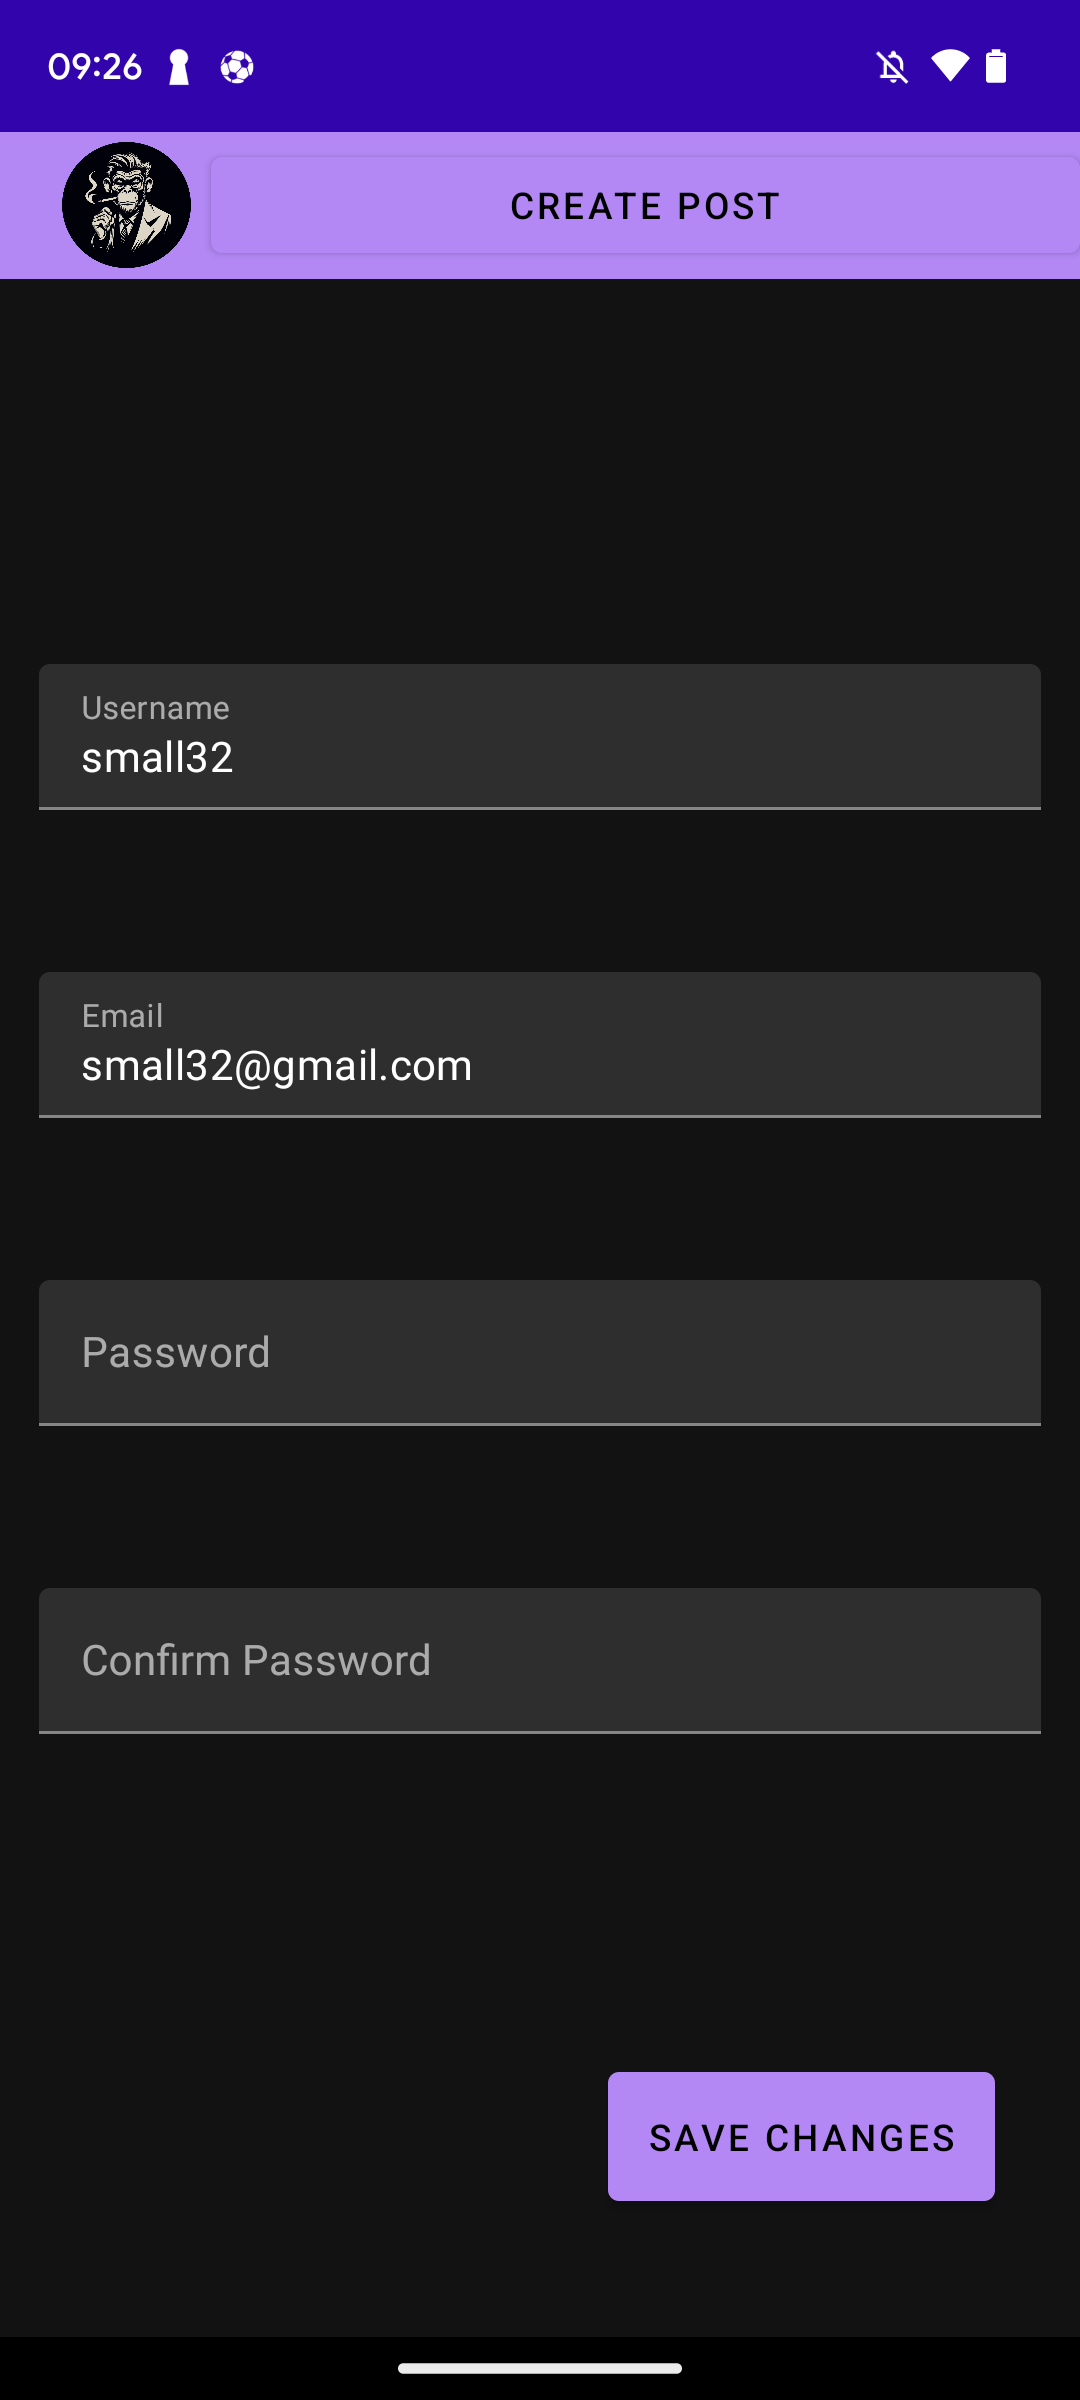 09:26
CREATE POST
Username
small32
Email
small32@gmail.com
Password
Confirm Password
SAVE CHANGES